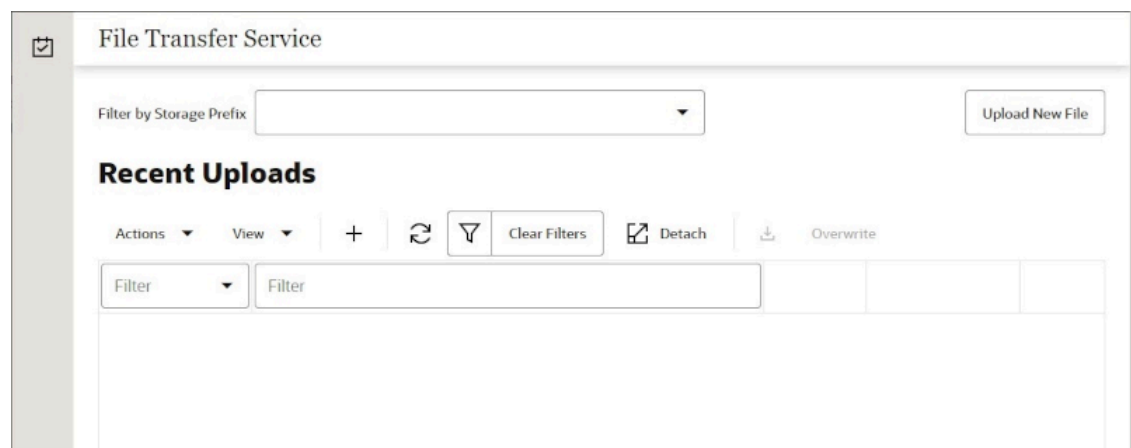 File Transfer Service
Filter by Storage Prefix
Upload New File
Recent Uploads
Actions View Clear Filters Detach Overwrite
Filter Filter